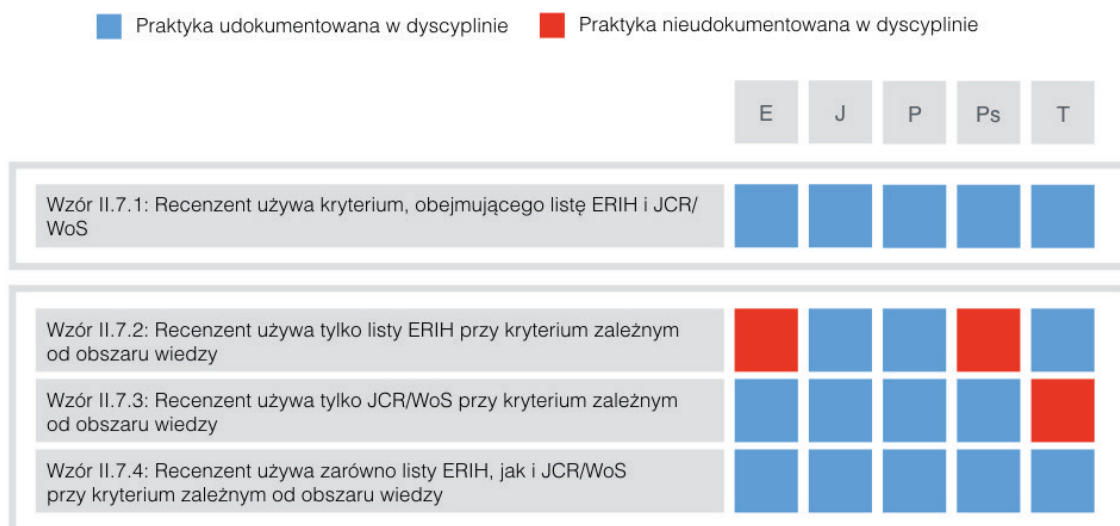 Praktyka udokumentowana w dyscyplinie
Praktyka nieudokumentowana w dyscyplinie
E J P Ps T
Wzór II.7.1: Recenzent używa kryterium, obejmującego listę ERIH i JCR/
WoS
Wzór II.7.2: Recenzent używa tylko listy ERIH przy kryterium zależnym
od obszaru wiedzy
Wzór II.7.3: Recenzent używa tylko JCR/WoS przy kryterium zależnym
od obszaru wiedzy
Wzór II.7.4: Recenzent używa zarówno listy ERIH, jak i JCR/WoS
przy kryterium zależnym od obszaru wiedzy